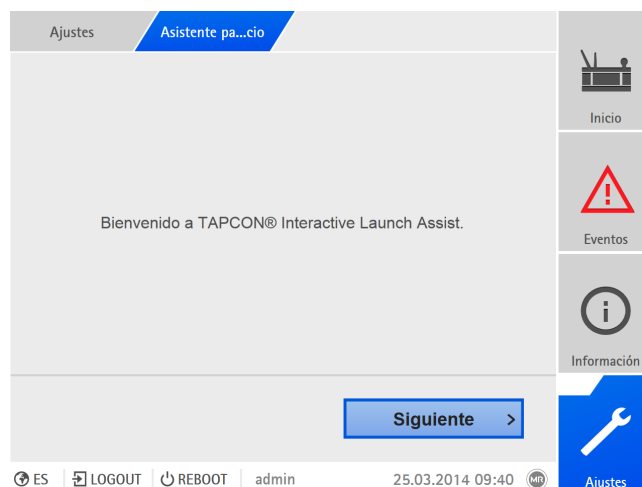 Ajustes
Asistente pa...cio
Bienvenido a TAPCON® Interactive Launch Assist.
Siguiente >
Inicio
Eventos
Información
Ajustes
ES LOGOUT REBOOT admin 25.03.2014 09:40 MR